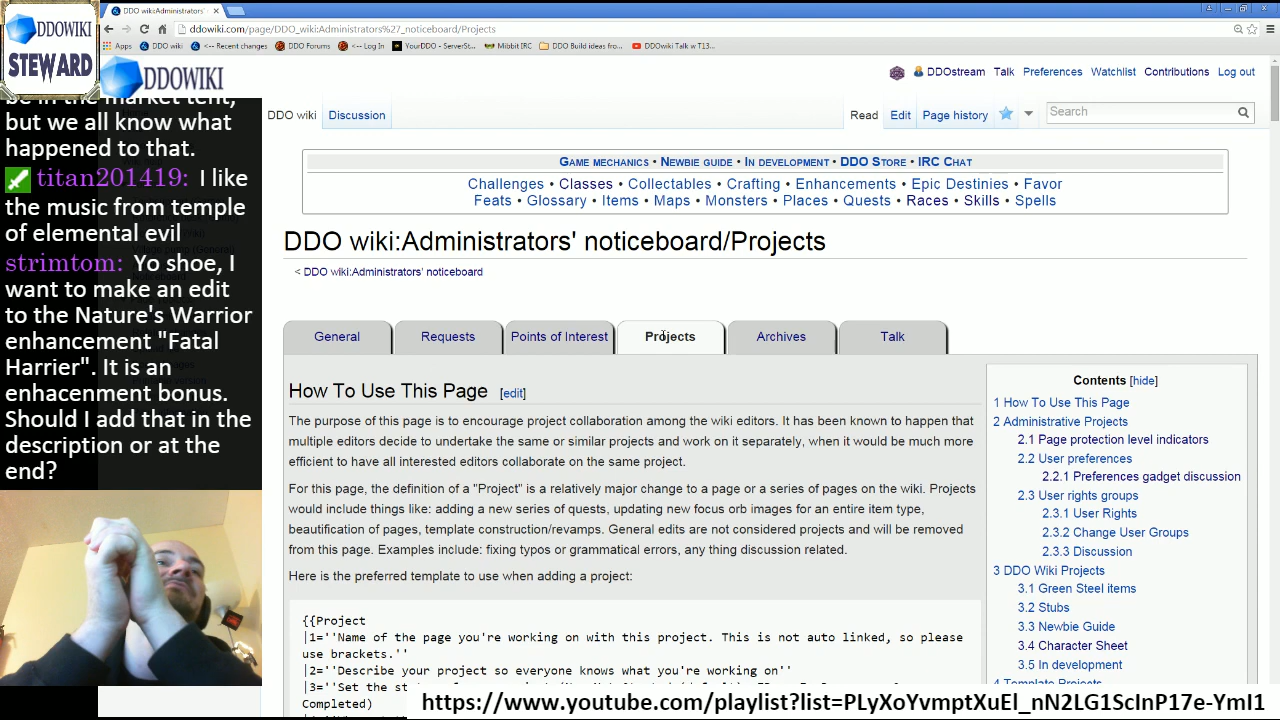 DDO wiki:Administrators' ×
ddowiki.com/page/DDO_wiki:Administrators%27_noticeboard/Projects
Apps DDO wiki <-- Recent changes DDO Forums <-- Log In YourDDO - ServerSt... Mibbit IRC DDO Build ideas from... DDOwiki Talk w T13...
DDOWIKI
STEWARD
DDOWIKI
DDOstream Talk Preferences Watchlist Contributions Log out
DDO wiki Discussion Read Edit Page history Search
be in the market tent,
but we all know what
happened to that.
titan201419: I like
the music from temple
of elemental evil
strimtom: Yo shoe, I
want to make an edit
to the Nature's Warrior
enhancement "Fatal
Harrier". It is an
enhacenment bonus.
Should I add that in the
description or at the
end?
GAME MECHANICS • NEWBIE GUIDE • IN DEVELOPMENT • DDO STORE • IRC CHAT
Challenges • Classes • Collectables • Crafting • Enhancements • Epic Destinies • Favor
Feats • Glossary • Items • Maps • Monsters • Places • Quests • Races • Skills • Spells
DDO wiki:Administrators' noticeboard/Projects
< DDO wiki:Administrators' noticeboard
General Requests Points of Interest Projects Archives Talk
How To Use This Page [edit]
The purpose of this page is to encourage project collaboration among the wiki editors. It has been known to happen that
multiple editors decide to undertake the same or similar projects and work on it separately, when it would be much more
efficient to have all interested editors collaborate on the same project.
For this page, the definition of a "Project" is a relatively major change to a page or a series of pages on the wiki. Projects
would include things like: adding a new series of quests, updating new focus orb images for an entire item type,
beautification of pages, template construction/revamps. General edits are not considered projects and will be removed
from this page. Examples include: fixing typos or grammatical errors, any thing discussion related.
Here is the preferred template to use when adding a project:
{{Project
|1=''Name of the page you're working on with this project. This is not auto linked, so please
use brackets.''
|2=''Describe your project so everyone knows what you're working on''
|3=''Set the st
Completed)
Contents [hide]
1 How To Use This Page
2 Administrative Projects
2.1 Page protection level indicators
2.2 User preferences
2.2.1 Preferences gadget discussion
2.3 User rights groups
2.3.1 User Rights
2.3.2 Change User Groups
2.3.3 Discussion
3 DDO Wiki Projects
3.1 Green Steel items
3.2 Stubs
3.3 Newbie Guide
3.4 Character Sheet
3.5 In development
4 Template Projects
https://www.youtube.com/playlist?list=PLyXoYvmptXuEl_nN2LG1ScInP17e-YmI1